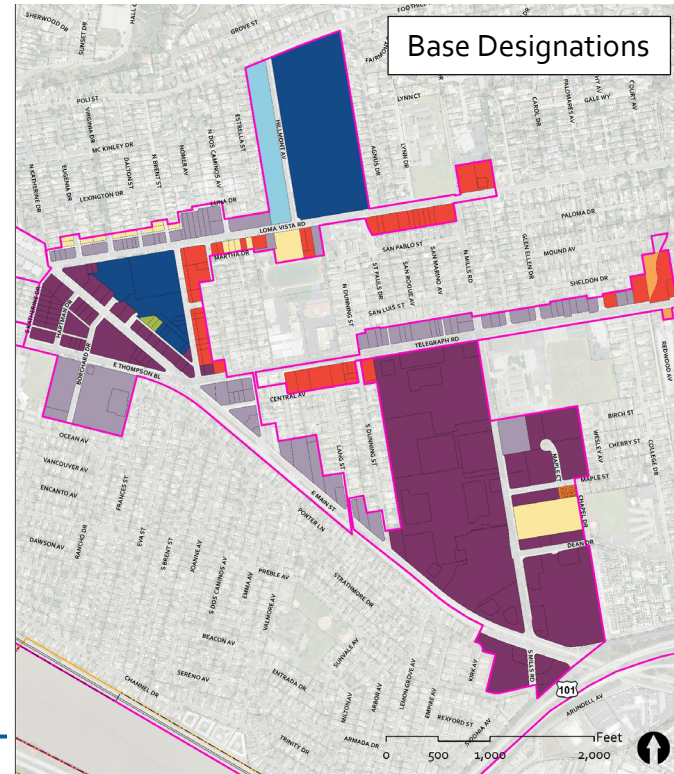 Base Designations
SHERWOOD DR
SUNSET DR
HALL C
GROVE ST
FOOTHILL
FAIRMONT
POLI ST
VIRGINIA DR
MC KINLEY DR
DALTON ST
N BRENT ST
HOMER AV
N DOS CAMINOS AV
ESTRELLA ST
HILLMONT AV
LYNN CT
AGNUS DR
LYNN DR
CAROL DR
PALOMARES AV
GALE WY
COURT AV
N KATHERINE DR
EUGENIA DR
LEXINGTON DR
LUNA DR
LOMA VISTA RD
MARTHA DR
PALOMA DR
SAN PABLO ST
MOUND AV
GLEN ELLEN DR
SHELDON DR
N DUNNING ST
ST PAULS DR
SAN ROQUE AV
SAN MARINO AV
N MILLS RD
SAN LUIS ST
TELEGRAPH RD
HARTMAN DR
BORCHARD DR
E THOMPSON BL
REDWOOD AV
CENTRAL AV
LANG ST
S DUNNING ST
E MAIN ST
BIRCH ST
CHERRY ST
WESLEY AV
COLLEGE DR
MAPLE CT
MAPLE ST
CHAPEL DR
DEAN DR
OCEAN AV
VANCOUVER AV
ENCANTO AV
FRANCES ST
DAWSON AV
RANCHO DR
EVA ST
S BRENT ST
JOANNE AV
PORTER LN
PREBLE AV
STRATHMORE DR
S DOS CAMINOS AV
EMMA AV
VALMORE AV
BEACON AV
SUNVALE AV
SERENO AV
ENTRADA DR
CHANNEL DR
TRINITY DR
MILTON AV
ARBOR AV
LEMON GROVE AV
EMPIRE AV
KIRK AV
REXFORD ST
SIDONIA AV
ARMADA DR
S MILLS RD
101
ARUNDELL AV
Feet
0 500 1,000 2,000